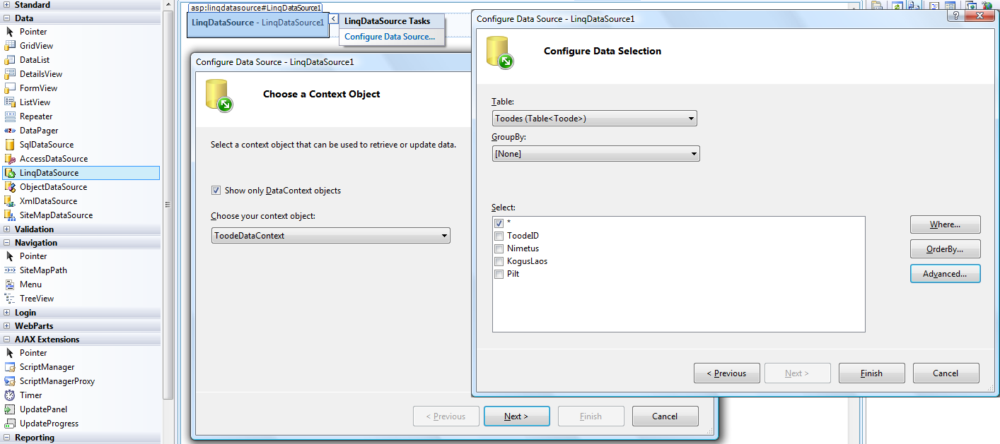 Standard
Data
Pointer
GridView
DataList
DetailsView
FormView
ListView
Repeater
DataPager
SqlDataSource
AccessDataSource
LinqDataSource
ObjectDataSource
XmlDataSource
SiteMapDataSource
Validation
Navigation
Pointer
SiteMapPath
Menu
TreeView
Login
WebParts
AJAX Extensions
Pointer
ScriptManager
ScriptManagerProxy
Timer
UpdatePanel
UpdateProgress
Reporting
asp:linqdatasource#LinqDataSource1
LinqDataSource - LinqDataSource1
LinqDataSource Tasks
Configure Data Source...
Configure Data Source - LinqDataSource1
Choose a Context Object
Select a context object that can be used to retrieve or update data.
Show only DataContext objects
Choose your context object:
ToodeDataContext
< Previous
Next >
Finish
Cancel
Configure Data Source - LinqDataSource1
Configure Data Selection
Table:
Toodes (Table<Toode>)
GroupBy:
[None]
Select:
*
ToodeID
Nimetus
KogusLaos
Pilt
Where...
OrderBy...
Advanced...
< Previous
Next >
Finish
Cancel